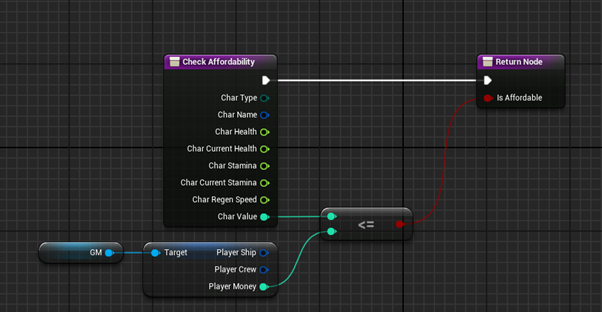 Check Affordability
Return Node
Is Affordable
Char Type
Char Name
Char Health
Char Current Health
Char Stamina
Char Current Stamina
Char Regen Speed
Char Value
<=
GM
Target
Player Ship
Player Crew
Player Money